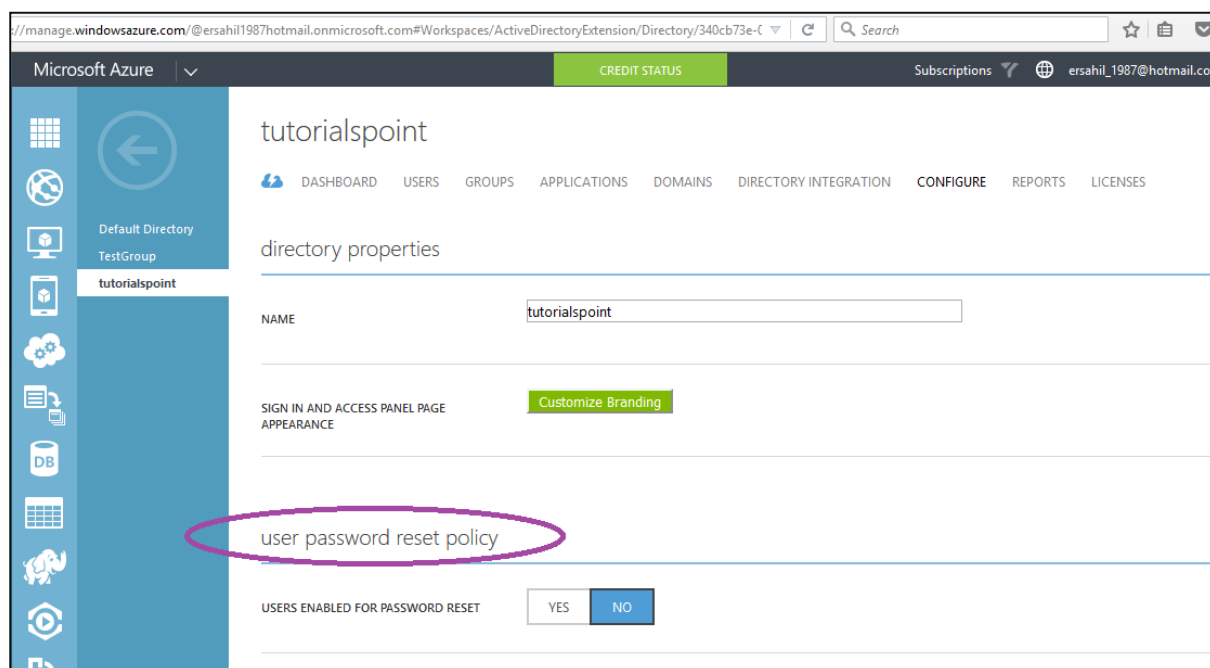 ://manage.windowsazure.com/@ersahil1987hotmail.onmicrosoft.com#Workspaces/ActiveDirectoryExtension/Directory/340cb73e-(
Search
Microsoft Azure
CREDIT STATUS
Subscriptions
ersahil_1987@hotmail.co
tutorialspoint
DASHBOARD USERS GROUPS APPLICATIONS DOMAINS DIRECTORY INTEGRATION CONFIGURE REPORTS LICENSES
Default Directory
TestGroup
tutorialspoint
directory properties
NAME
tutorialspoint
SIGN IN AND ACCESS PANEL PAGE
APPEARANCE
Customize Branding
DB
user password reset policy
USERS ENABLED FOR PASSWORD RESET
YES NO